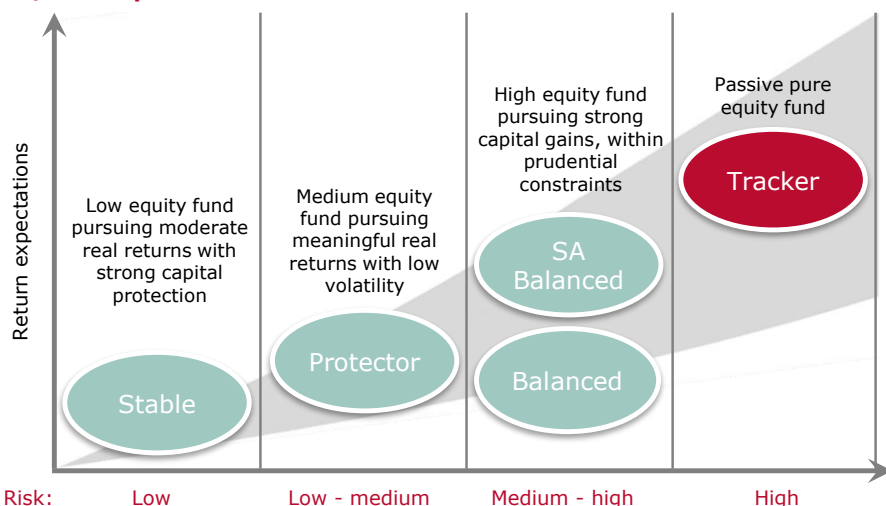 High equity fund
pursuing strong
capital gains, within
prudential
constraints
Passive pure
equity fund
Tracker
Medium equity
fund pursuing
meaningful real
returns with low
volatility
Low equity fund
pursuing moderate
real returns with
strong capital
protection
SA
Balanced
Protector
Balanced
Stable
Return expectations
Risk:
Low
Low - medium
Medium - high
High